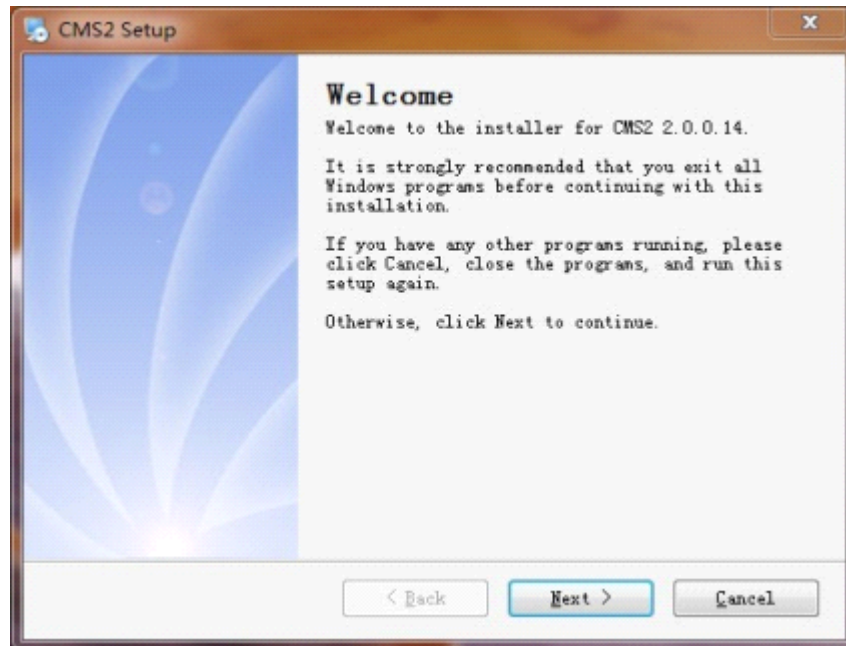 CMS2 Setup
Welcome
Welcome to the installer for CMS2 2.0.0.14.
It is strongly recommended that you exit all
Windows programs before continuing with this
installation.
If you have any other programs running, please
click Cancel, close the programs, and run this
setup again.
Otherwise, click Next to continue.
< Back
Next >
Cancel